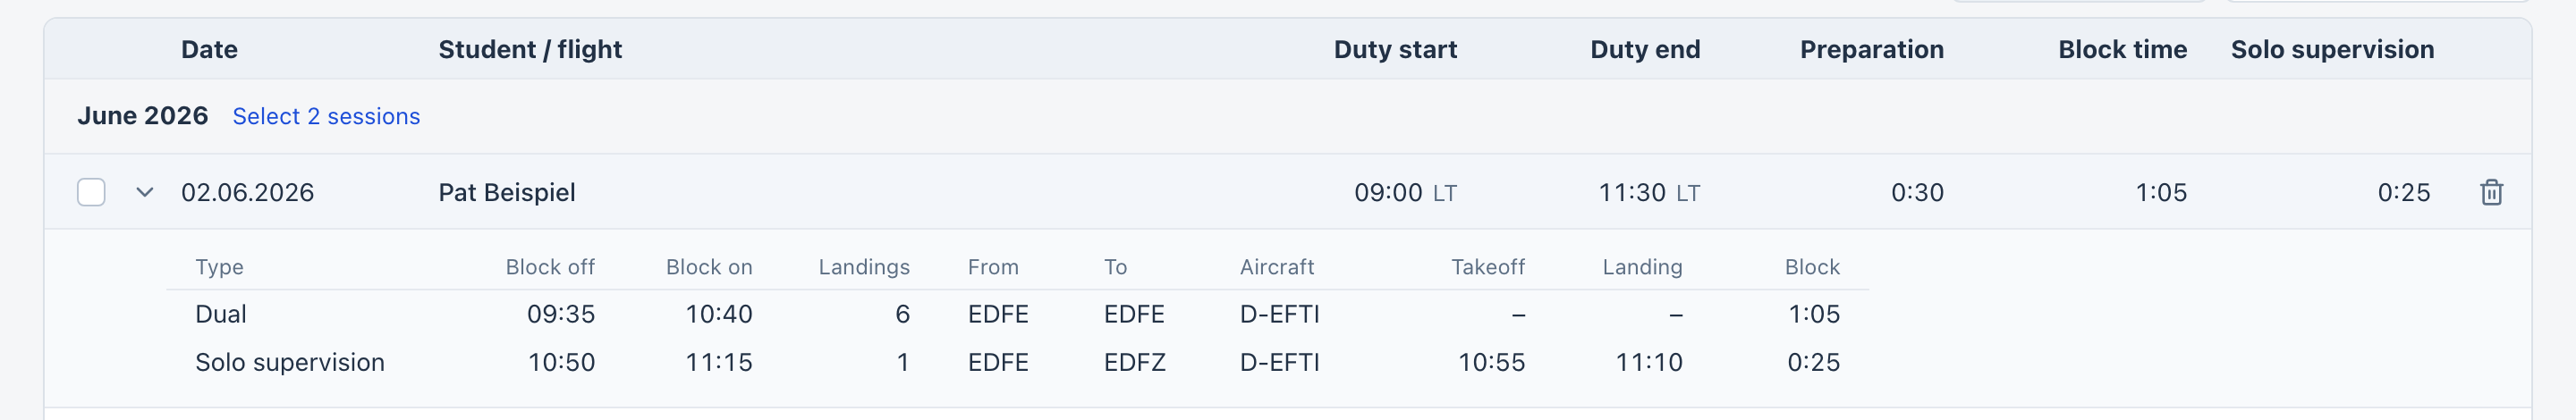 Date Student / flight Duty start Duty end Preparation Block time Solo supervision
June 2026 Select 2 sessions
02.06.2026 Pat Beispiel 09:00 LT 11:30 LT 0:30 1:05 0:25
Type Block off Block on Landings From To Aircraft Takeoff Landing Block
Dual 09:35 10:40 6 EDFE EDFE D-EFTI – – 1:05
Solo supervision 10:50 11:15 1 EDFE EDFZ D-EFTI 10:55 11:10 0:25